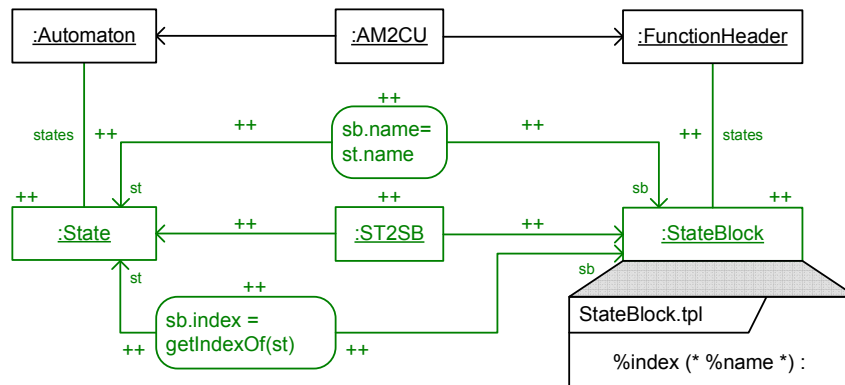 :Automaton
:AM2CU
:FunctionHeader
++
states
++
++
sb.name=
st.name
++
++
states
++
st
sb
++
:State
++
:ST2SB
++
:StateBlock
st
++
sb
sb.index =
getIndexOf(st)
++
++
StateBlock.tpl
%index (* %name *) :